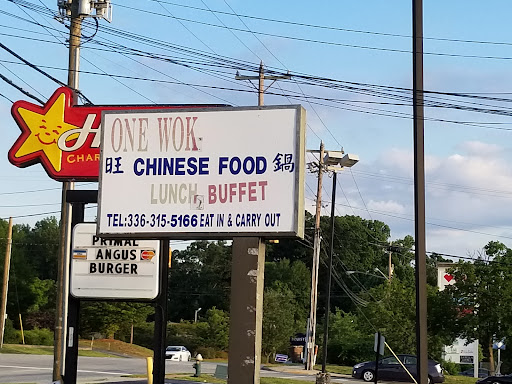 ONE WOK
旺 CHINESE FOOD 鍋
LUNCH BUFFET
TEL:336-315-5166 EAT IN & CARRY OUT
H
CHAR
PRIMAL
ANGUS
BURGER